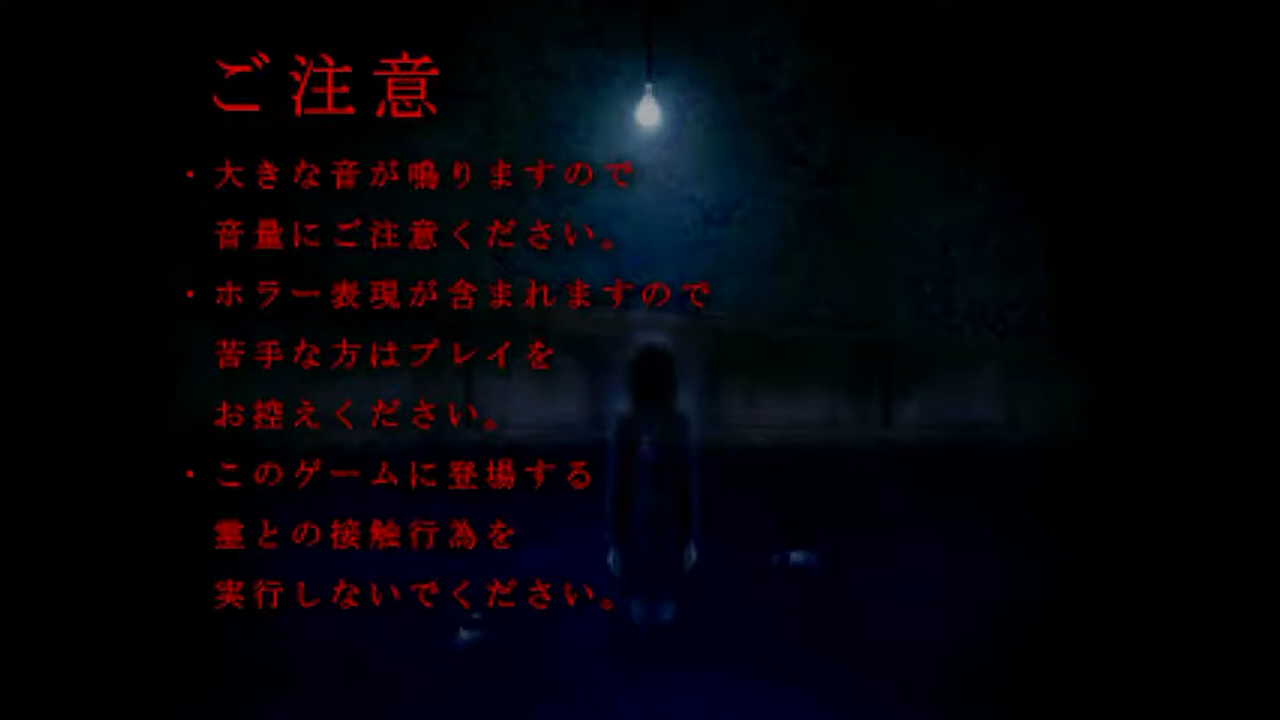 ご注意
・大きな音が鳴りますので
音量にご注意ください。
・ホラー表現が含まれますので
苦手な方はプレイを
お控えください。
・このゲームに登場する
霊との接触行為を
実行しないでください。